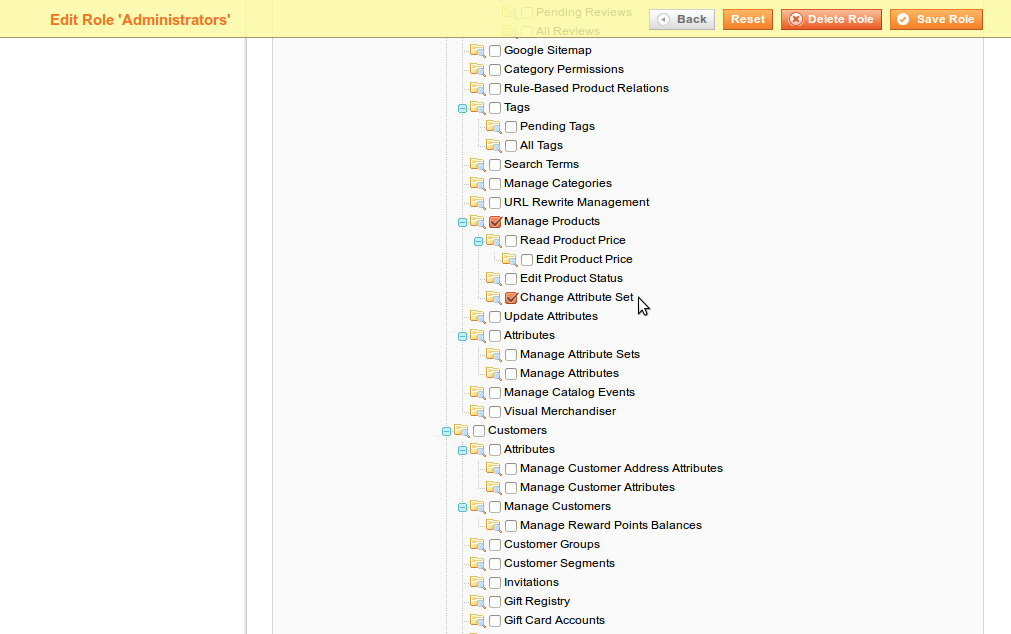 Edit Role 'Administrators'
Back
Reset
Delete Role
Save Role
Pending Reviews
All Reviews
Google Sitemap
Category Permissions
Rule-Based Product Relations
Tags
Pending Tags
All Tags
Search Terms
Manage Categories
URL Rewrite Management
Manage Products
Read Product Price
Edit Product Price
Edit Product Status
Change Attribute Set
Update Attributes
Attributes
Manage Attribute Sets
Manage Attributes
Manage Catalog Events
Visual Merchandiser
Customers
Attributes
Manage Customer Address Attributes
Manage Customer Attributes
Manage Customers
Manage Reward Points Balances
Customer Groups
Customer Segments
Invitations
Gift Registry
Gift Card Accounts